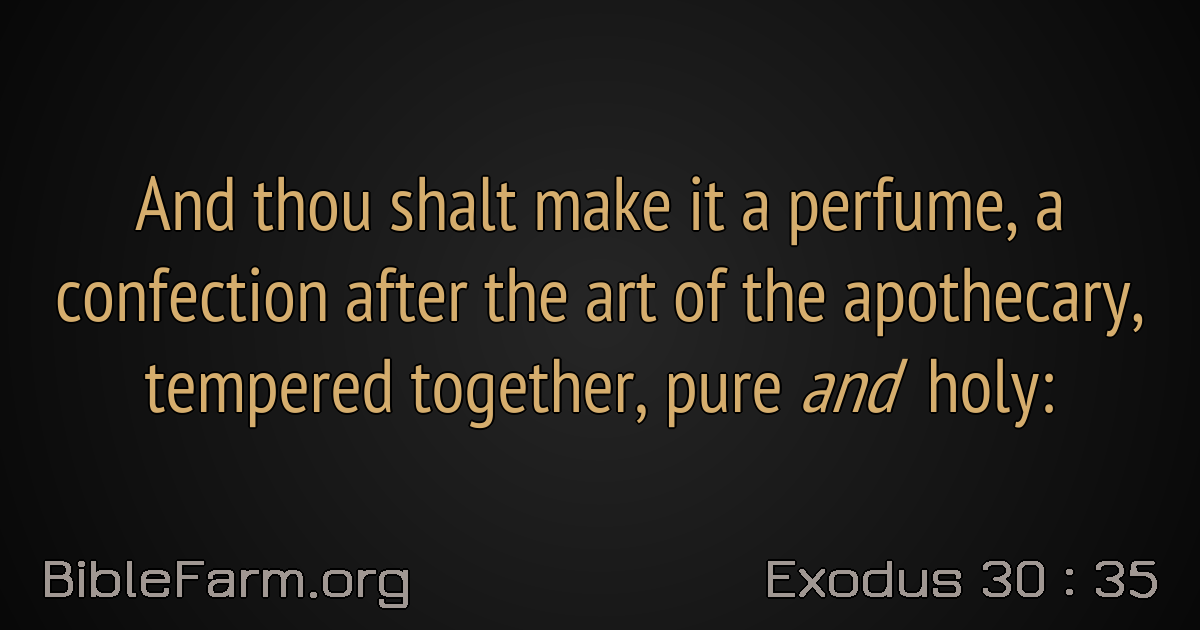 And thou shalt make it a perfume, a
confection after the art of the apothecary,
tempered together, pure and holy:
BibleFarm.org
Exodus 30 : 35